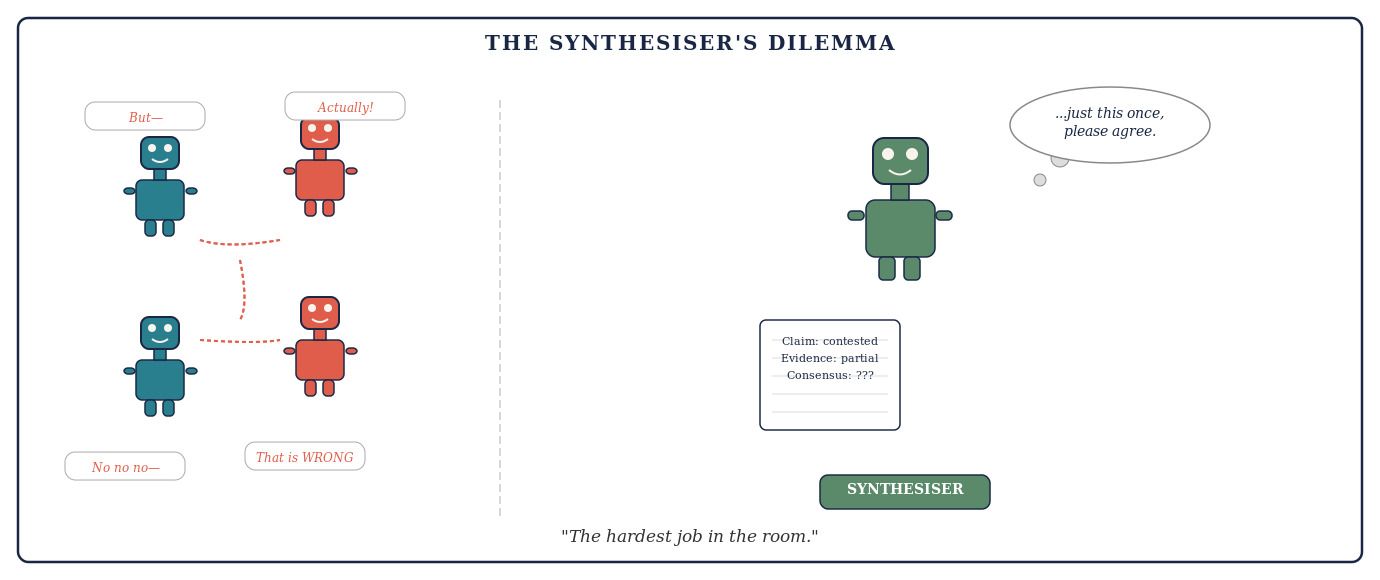 THE SYNTHESISER'S DILEMMA
But—
Actually!
No no no—
That is WRONG
...just this once,
please agree.
Claim: contested
Evidence: partial
Consensus: ???
SYNTHESISER
"The hardest job in the room."